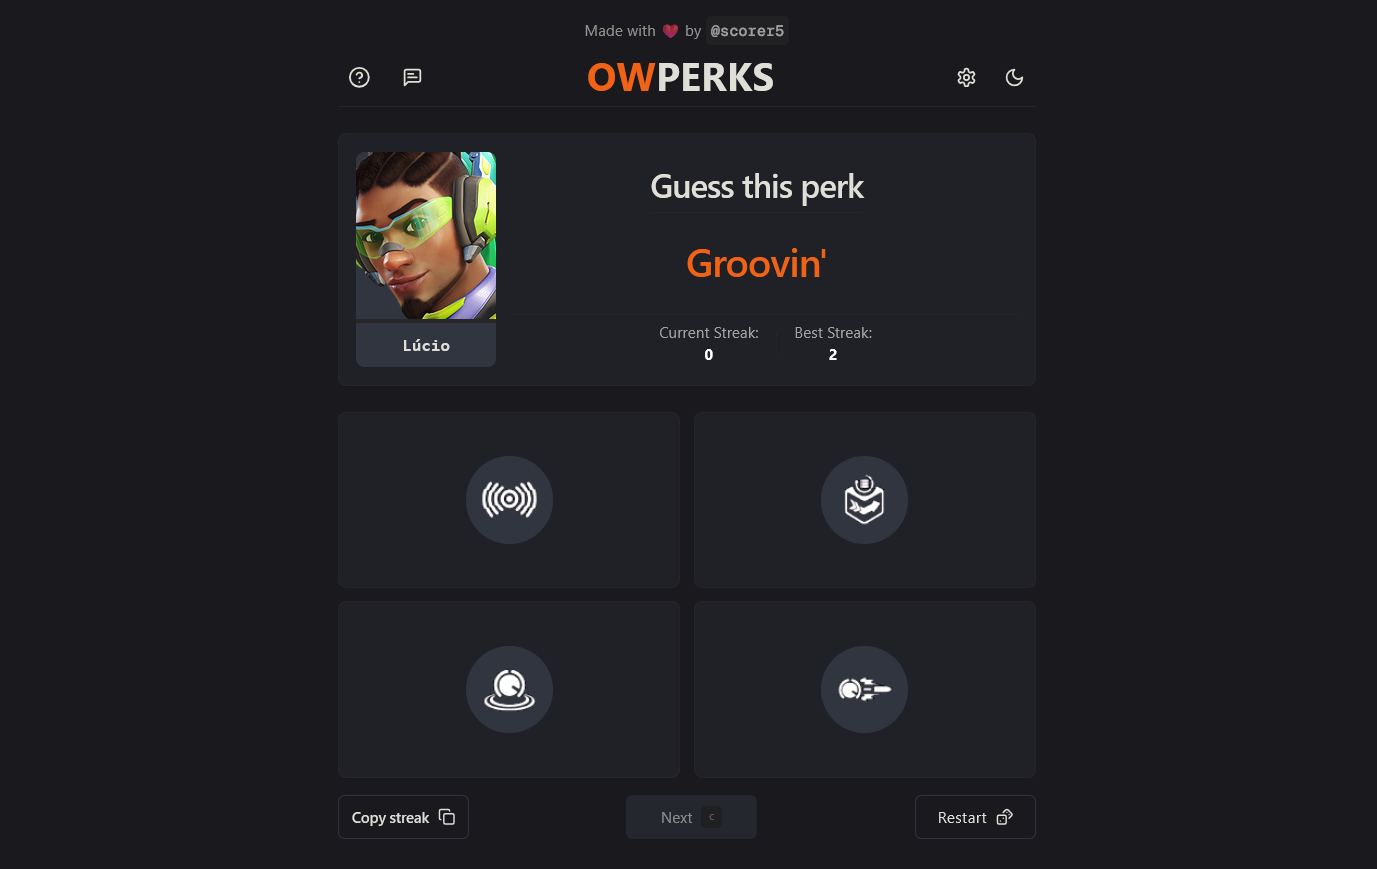 Made with ❤️ by @scorer5
OWPERKS
Guess this perk
Groovin'
Lúcio
Current Streak:
0
Best Streak:
2
Copy streak
Next c
Restart